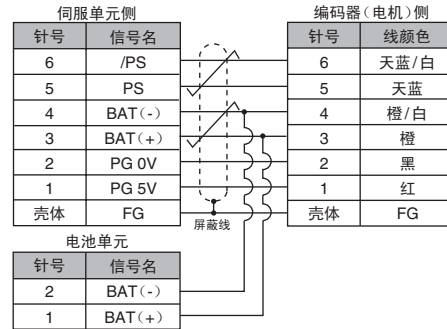 伺服单元侧 编码器(电机)侧
针号 信号名 针号 线颜色
6 /PS 6 天蓝/白
5 PS 5 天蓝
4 BAT(-) 4 橙/白
3 BAT(+) 3 橙
2 PG 0V 2 黑
1 PG 5V 1 红
壳体 FG 壳体 FG
屏蔽线
电池单元
针号 信号名
2 BAT(-)
1 BAT(+)